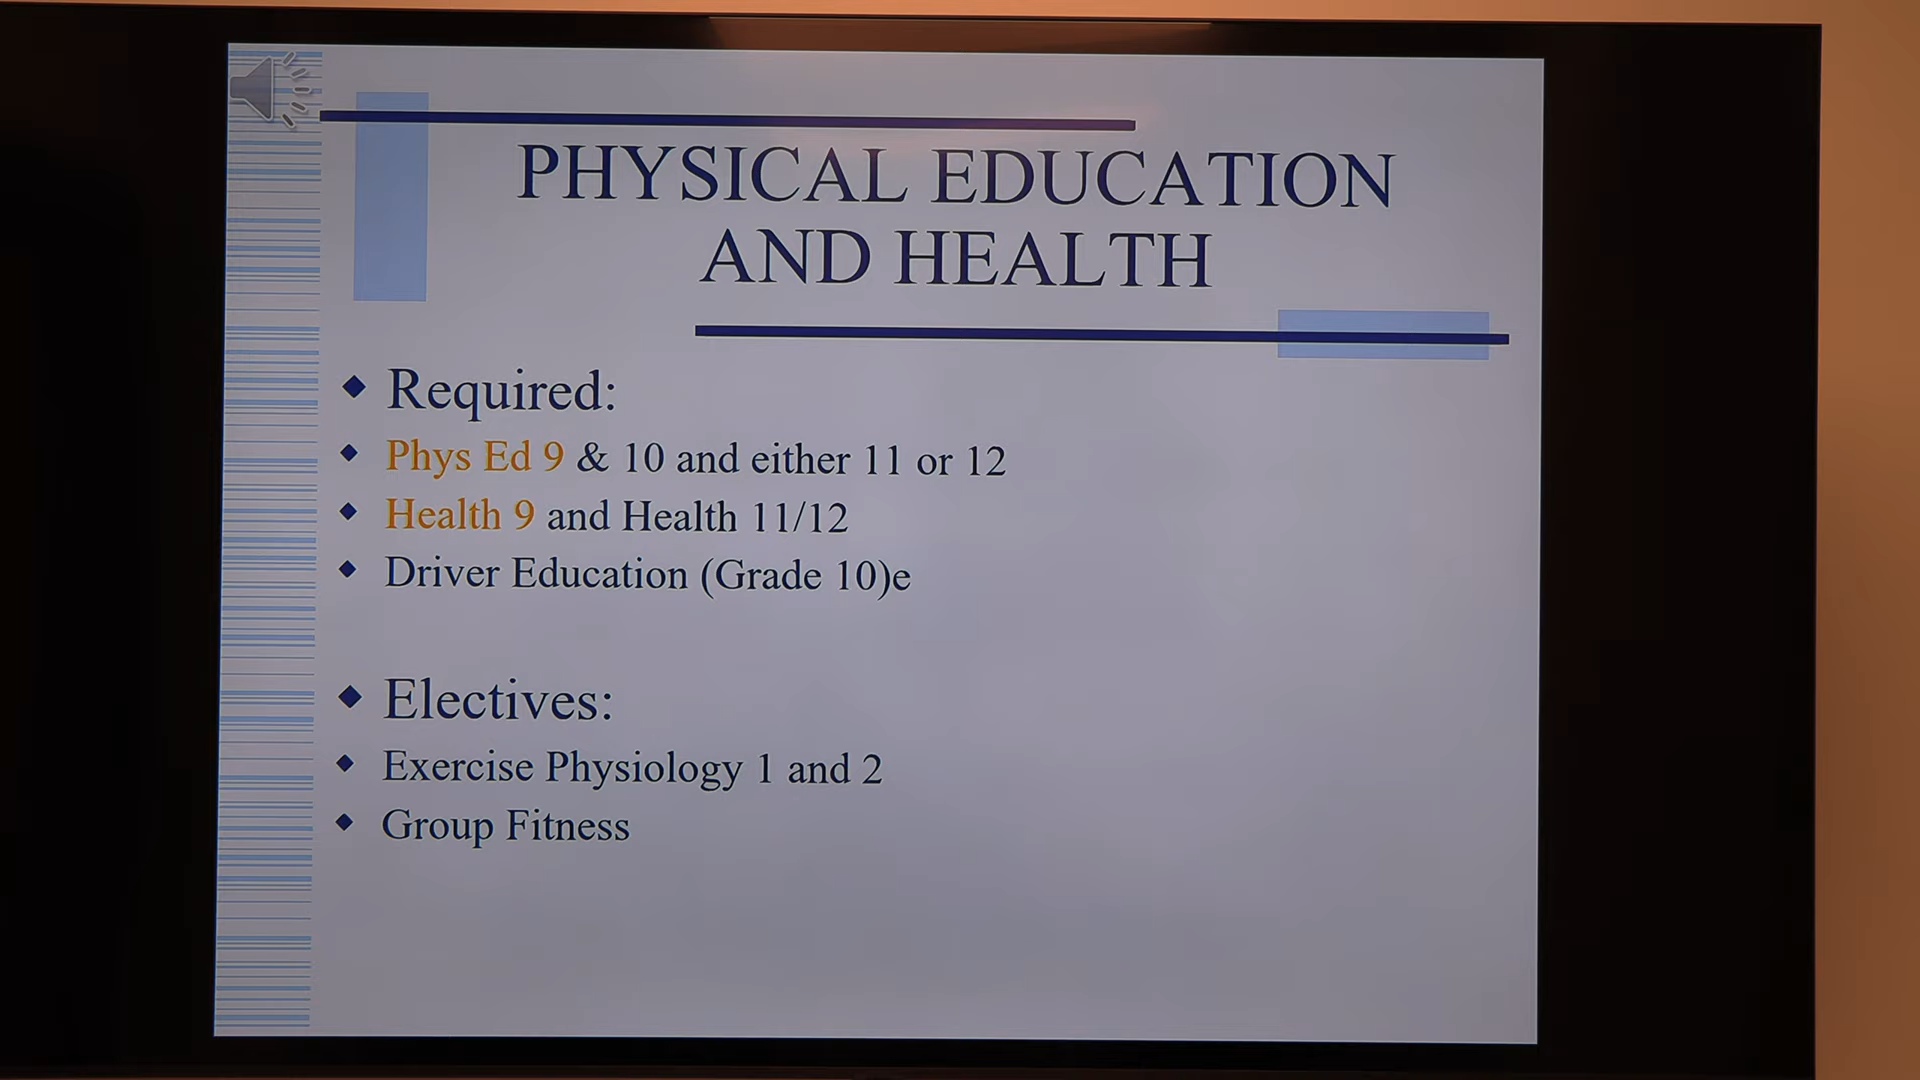 PHYSICAL EDUCATION
AND HEALTH
Required:
Phys Ed 9 & 10 and either 11 or 12
Health 9 and Health 11/12
Driver Education (Grade 10)e
Electives:
Exercise Physiology 1 and 2
Group Fitness